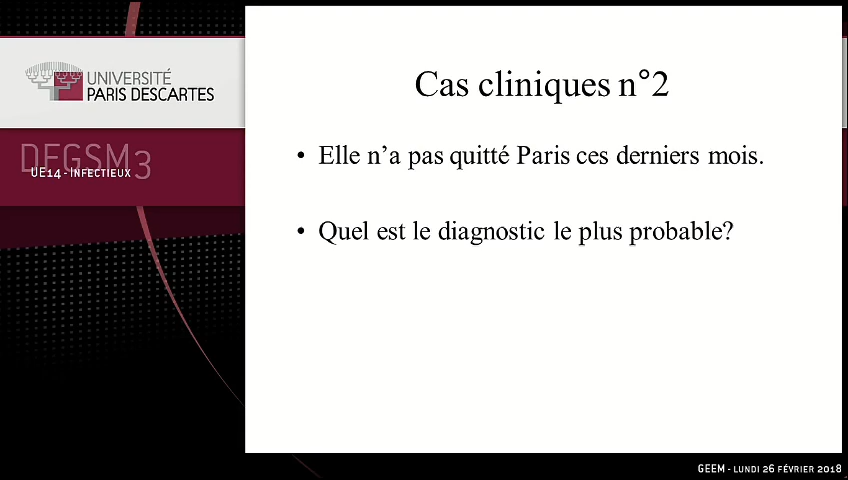 UNIVERSITÉ
PARIS DESCARTES
DFGSM3
UE14 - INFECTIEUX
Cas cliniques n°2
• Elle n'a pas quitté Paris ces derniers mois.
• Quel est le diagnostic le plus probable?
GEEM - LUNDI 26 FÉVRIER 2018